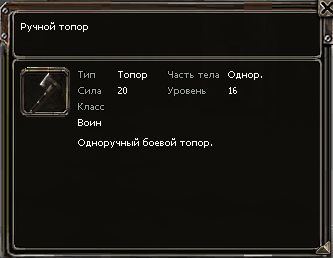 Ручной топор
Тип Топор Часть тела Однор.
Сила 20 Уровень 16
Класс
Воин
Одноручный боевой топор.